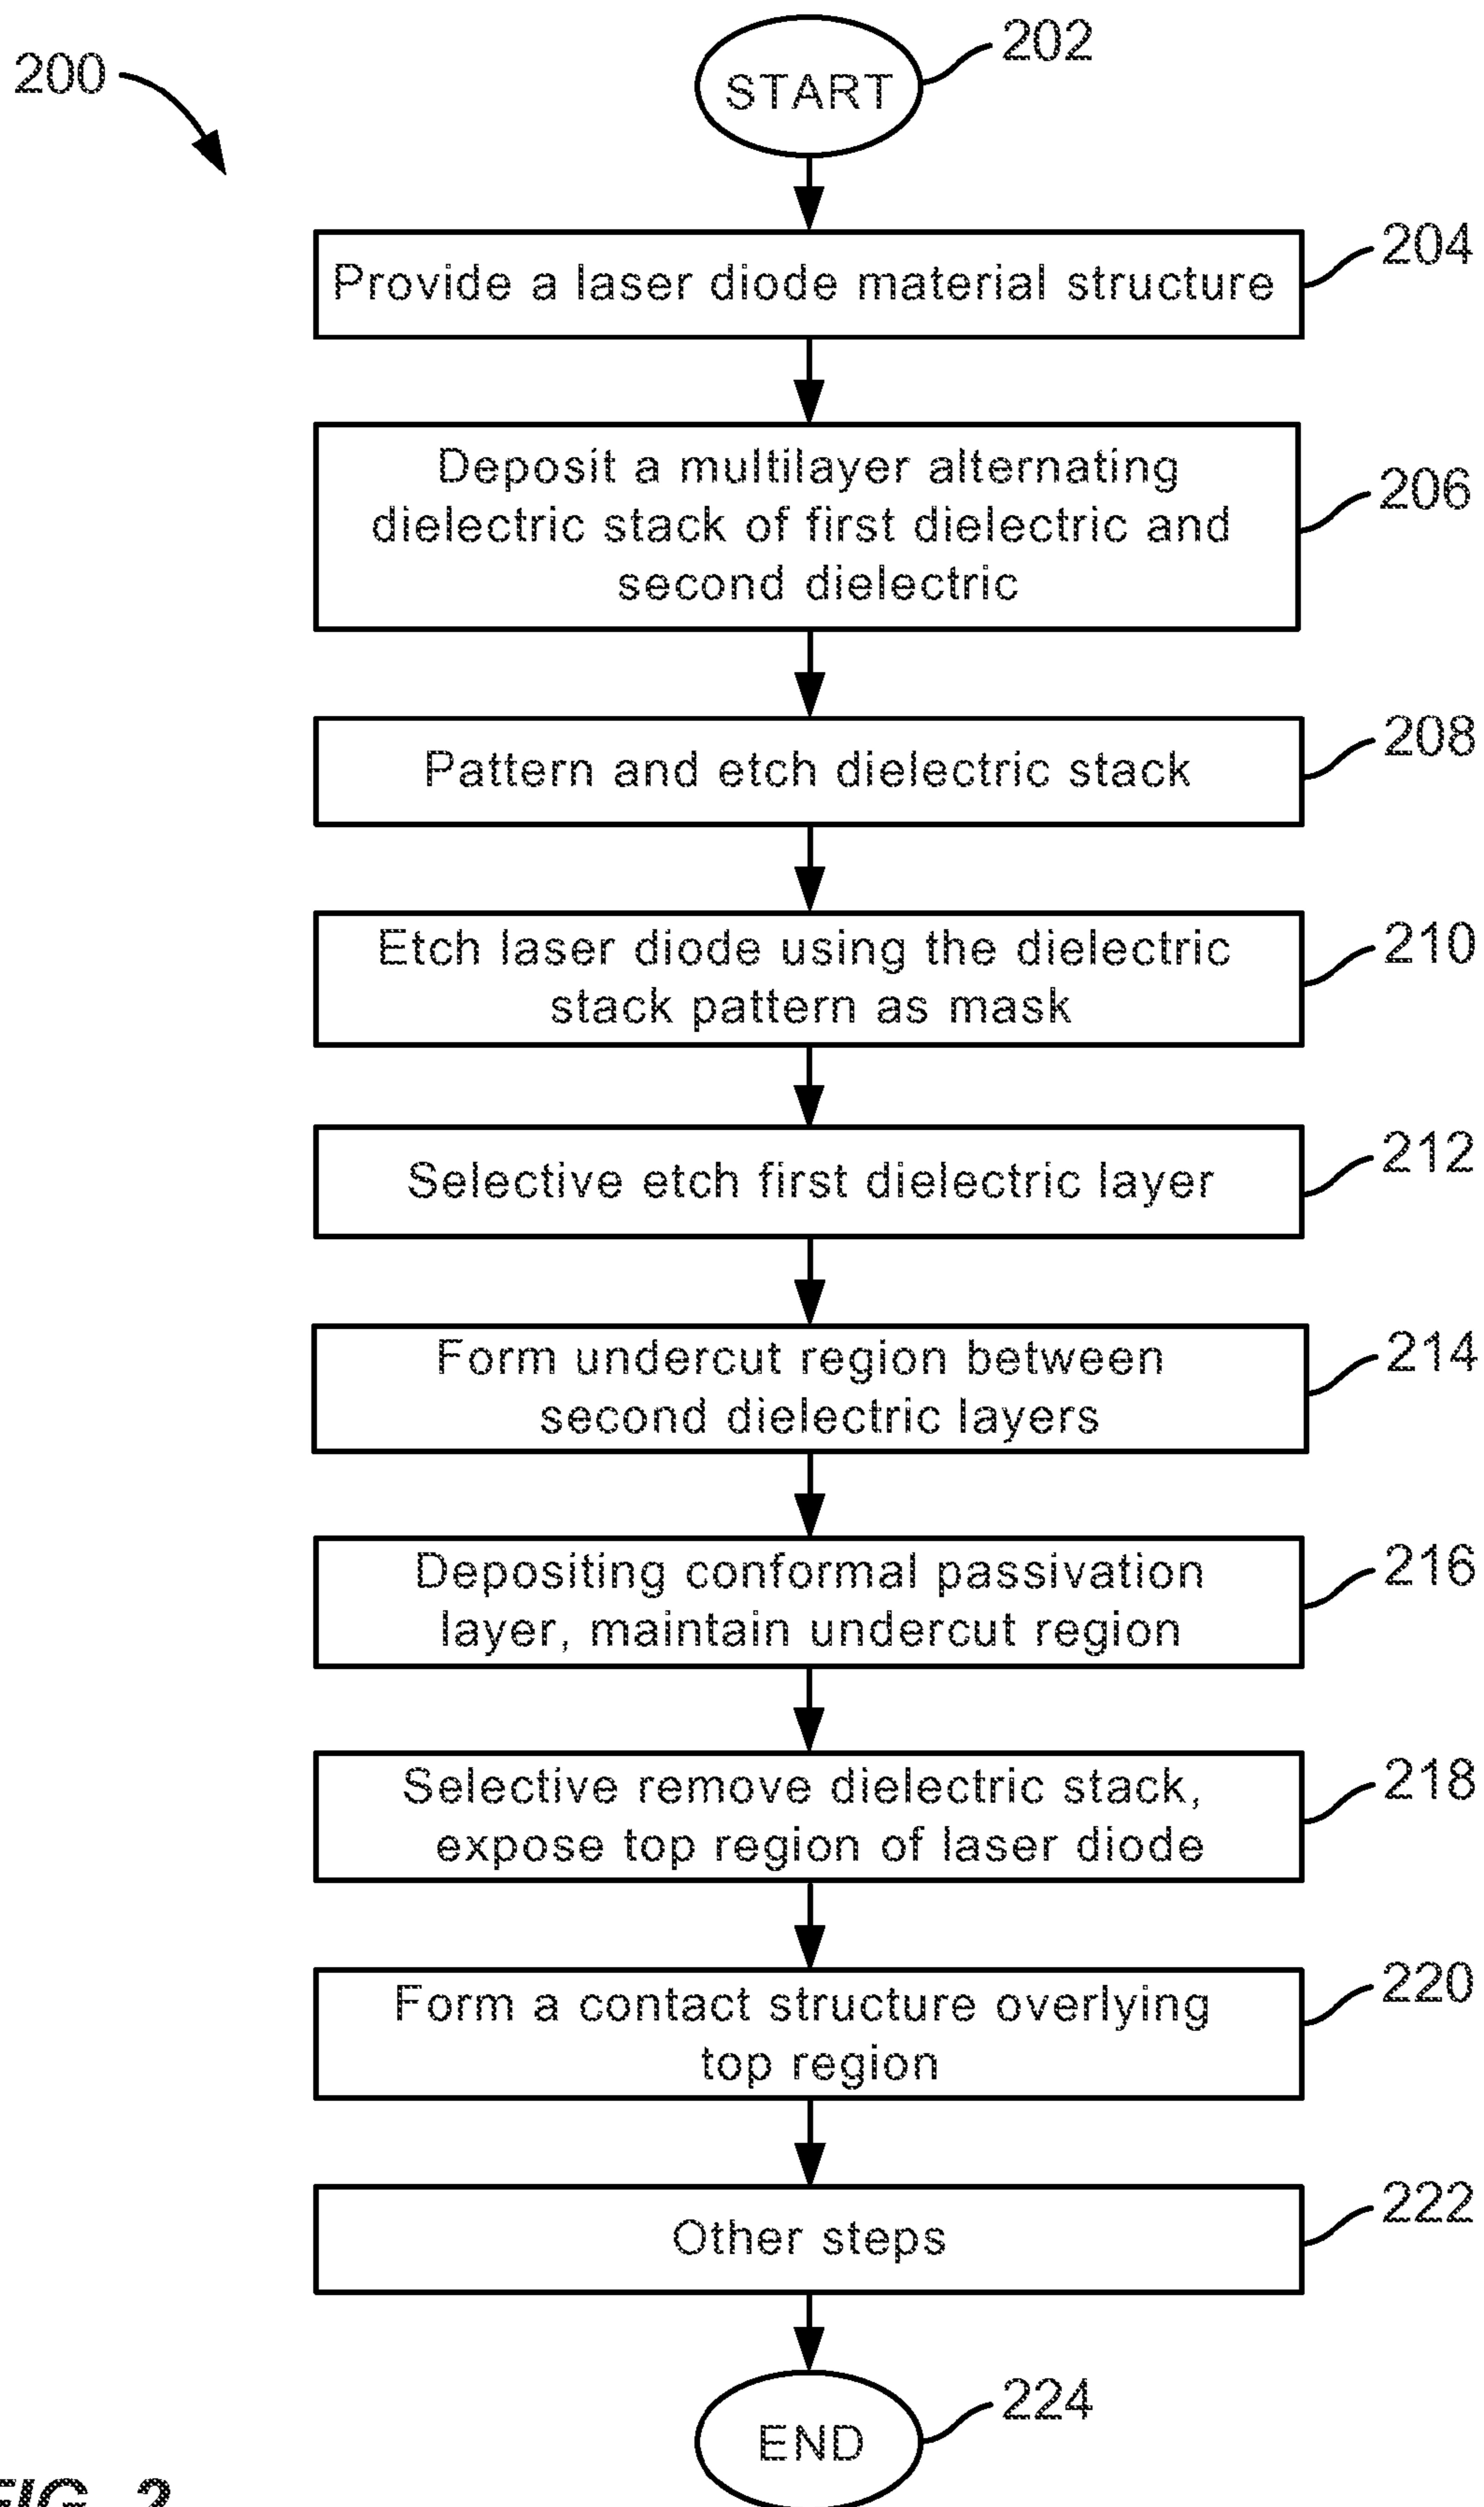 200
START
202
Provide a laser diode material structure
204
Deposit a multilayer alternating
dielectric stack of first dielectric and
second dielectric
206
Pattern and etch dielectric stack
208
Etch laser diode using the dielectric
stack pattern as mask
210
Selective etch first dielectric layer
212
Form undercut region between
second dielectric layers
214
Depositing conformal passivation
layer, maintain undercut region
216
Selective remove dielectric stack,
expose top region of laser diode
218
Form a contact structure overlying
top region
220
Other steps
222
END
224
FIG. 2